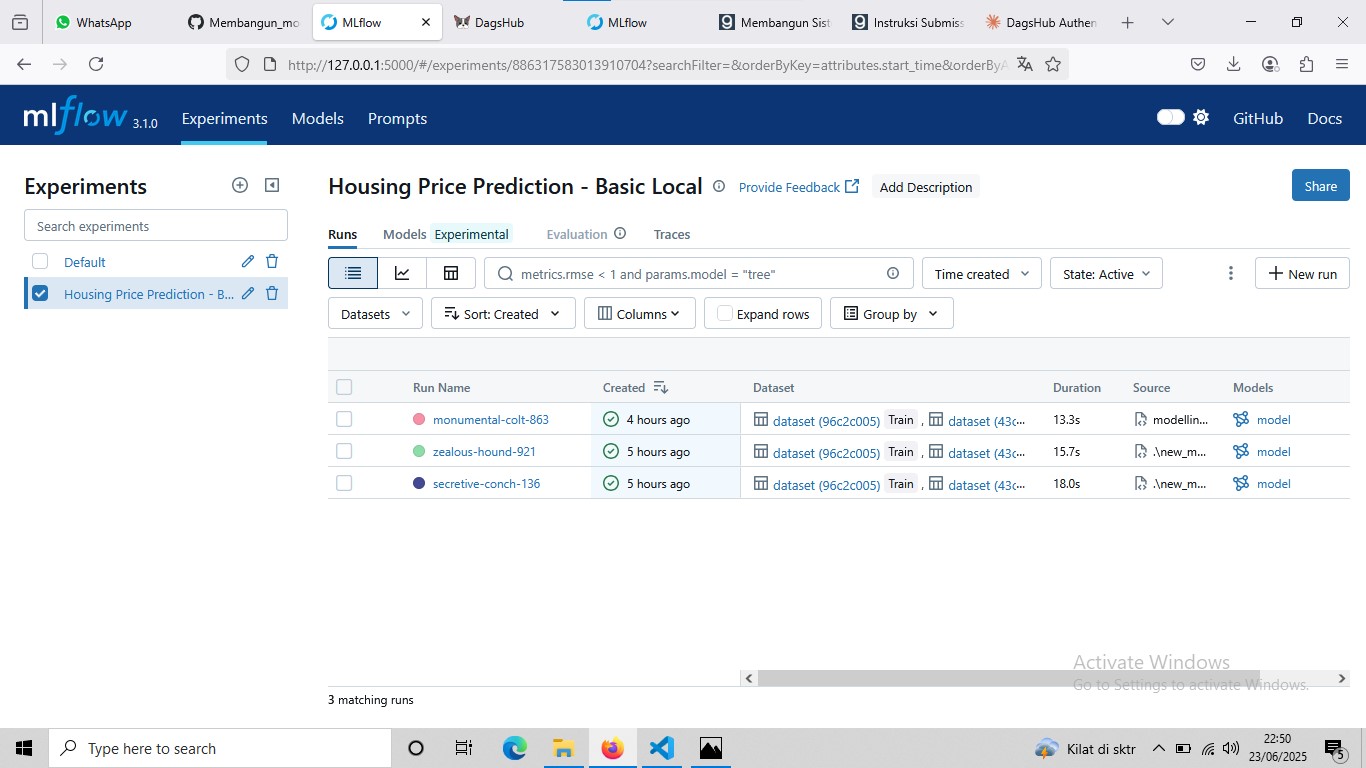 WhatsApp
Membangun_mo
MLflow
DagsHub
MLflow
Membangun Sist
Instruksi Submiss
DagsHub Authen
http://127.0.0.1:5000/#/experiments/886317583013910704?searchFilter=&orderByKey=attributes.start_time&orderByA
mlflow 3.1.0
Experiments
Models
Prompts
GitHub
Docs
Experiments
Search experiments
Default
Housing Price Prediction - B...
Housing Price Prediction - Basic Local
Provide Feedback
Add Description
Share
Runs
Models Experimental
Evaluation
Traces
metrics.rmse < 1 and params.model = "tree"
Time created
State: Active
New run
Datasets
Sort: Created
Columns
Expand rows
Group by
Run Name Created Dataset Duration Source Models
monumental-colt-863 4 hours ago dataset (96c2c005) Train , dataset (43c... 13.3s modellin... model
zealous-hound-921 5 hours ago dataset (96c2c005) Train , dataset (43c... 15.7s .\new_m... model
secretive-conch-136 5 hours ago dataset (96c2c005) Train , dataset (43c... 18.0s .\new_m... model
3 matching runs
Activate Windows
Go to Settings to activate Windows.
Type here to search
Kilat di sktr
22:50
23/06/2025
5